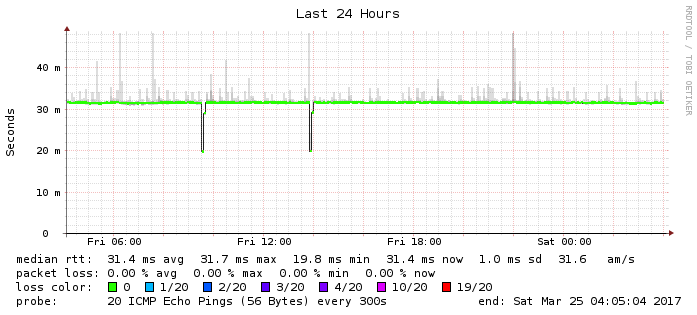 Last 24 Hours
RRDTOOL / TOBI OETIKER
Seconds
40 m
30 m
20 m
10 m
0
Fri 06:00 Fri 12:00 Fri 18:00 Sat 00:00
median rtt: 31.4 ms avg 31.7 ms max 19.8 ms min 31.4 ms now 1.0 ms sd 31.6 am/s
packet loss: 0.00 % avg 0.00 % max 0.00 % min 0.00 % now
loss color: 0 1/20 2/20 3/20 4/20 10/20 19/20
probe: 20 ICMP Echo Pings (56 Bytes) every 300s end: Sat Mar 25 04:05:04 2017